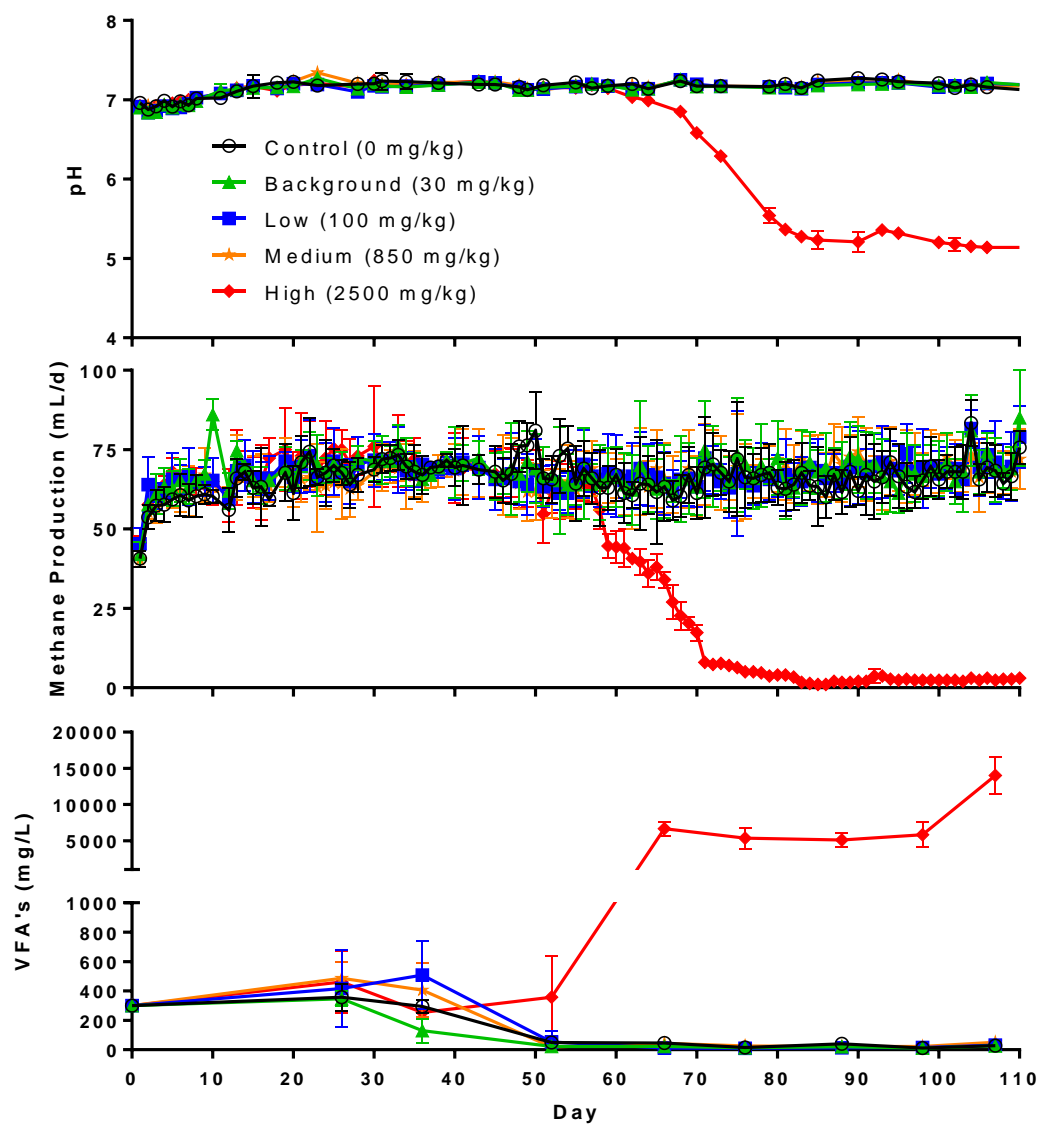 8
7
6
5
4
pH
Control (0 mg/kg)
Background (30 mg/kg)
Low (100 mg/kg)
Medium (850 mg/kg)
High (2500 mg/kg)
100
75
50
25
0
Methane Production (mL/d)
20000
15000
10000
5000
1000
800
600
400
200
0
VFA's (mg/L)
0 10 20 30 40 50 60 70 80 90 100 110
Day